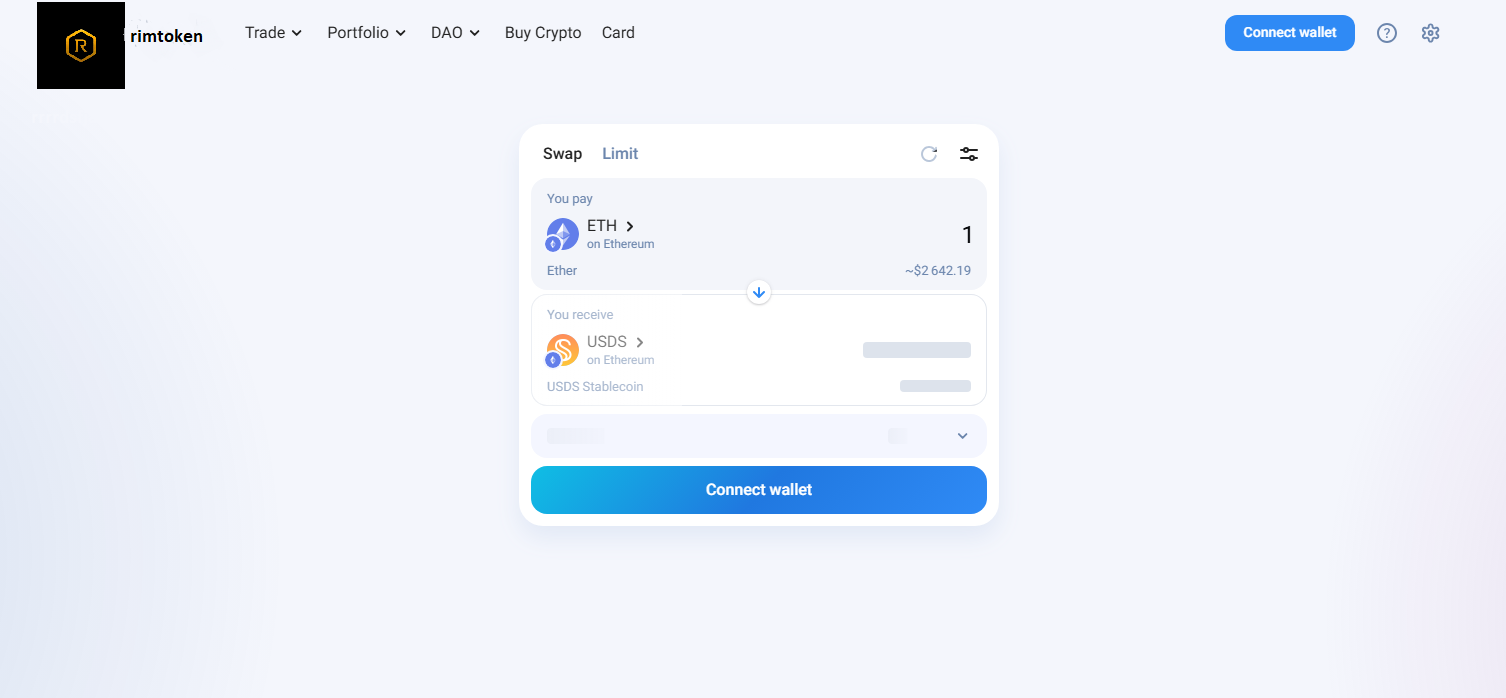 rimtoken
Trade
Portfolio
DAO
Buy Crypto
Card
Connect wallet
?
Swap
Limit
You pay
ETH
1
on Ethereum
Ether
~$2 642.19
You receive
USDS
on Ethereum
USDS Stablecoin
Connect wallet